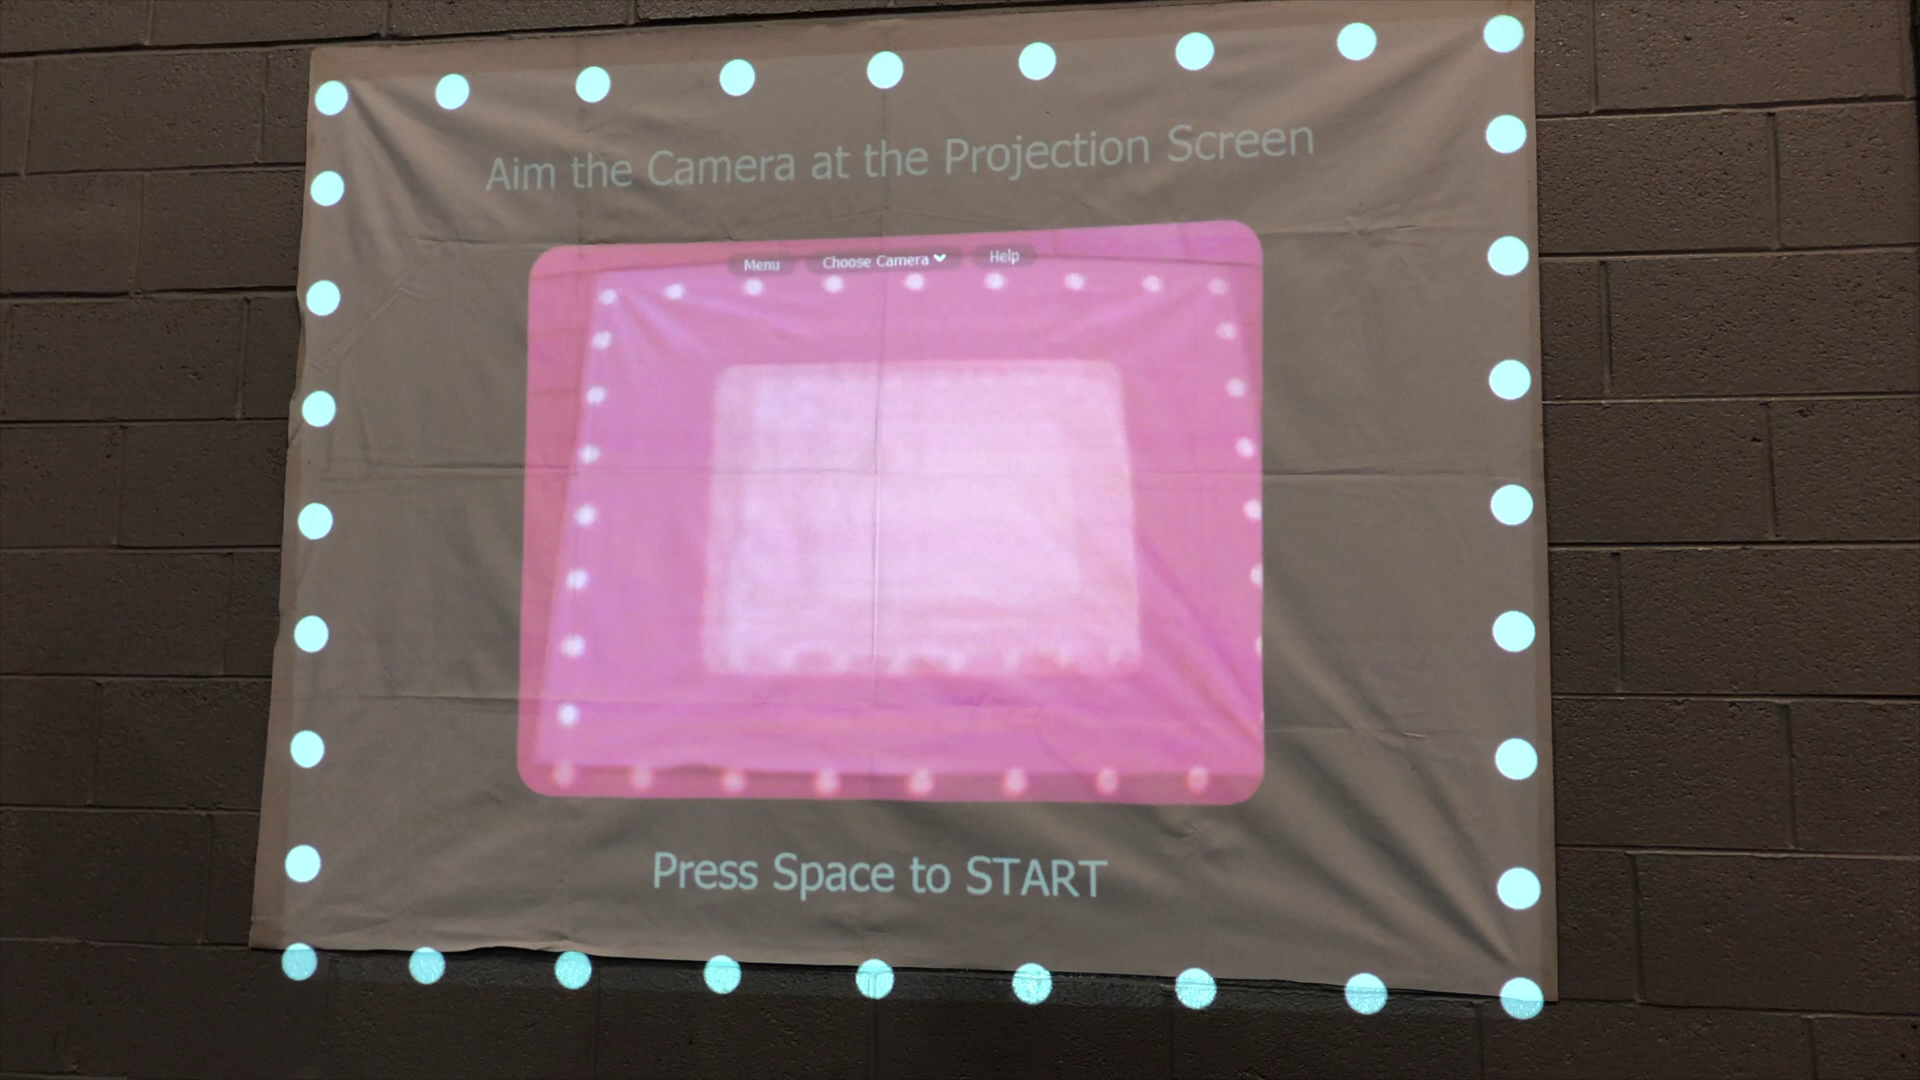 Aim the Camera at the Projection Screen
Menu Choose Camera Help
Press Space to START